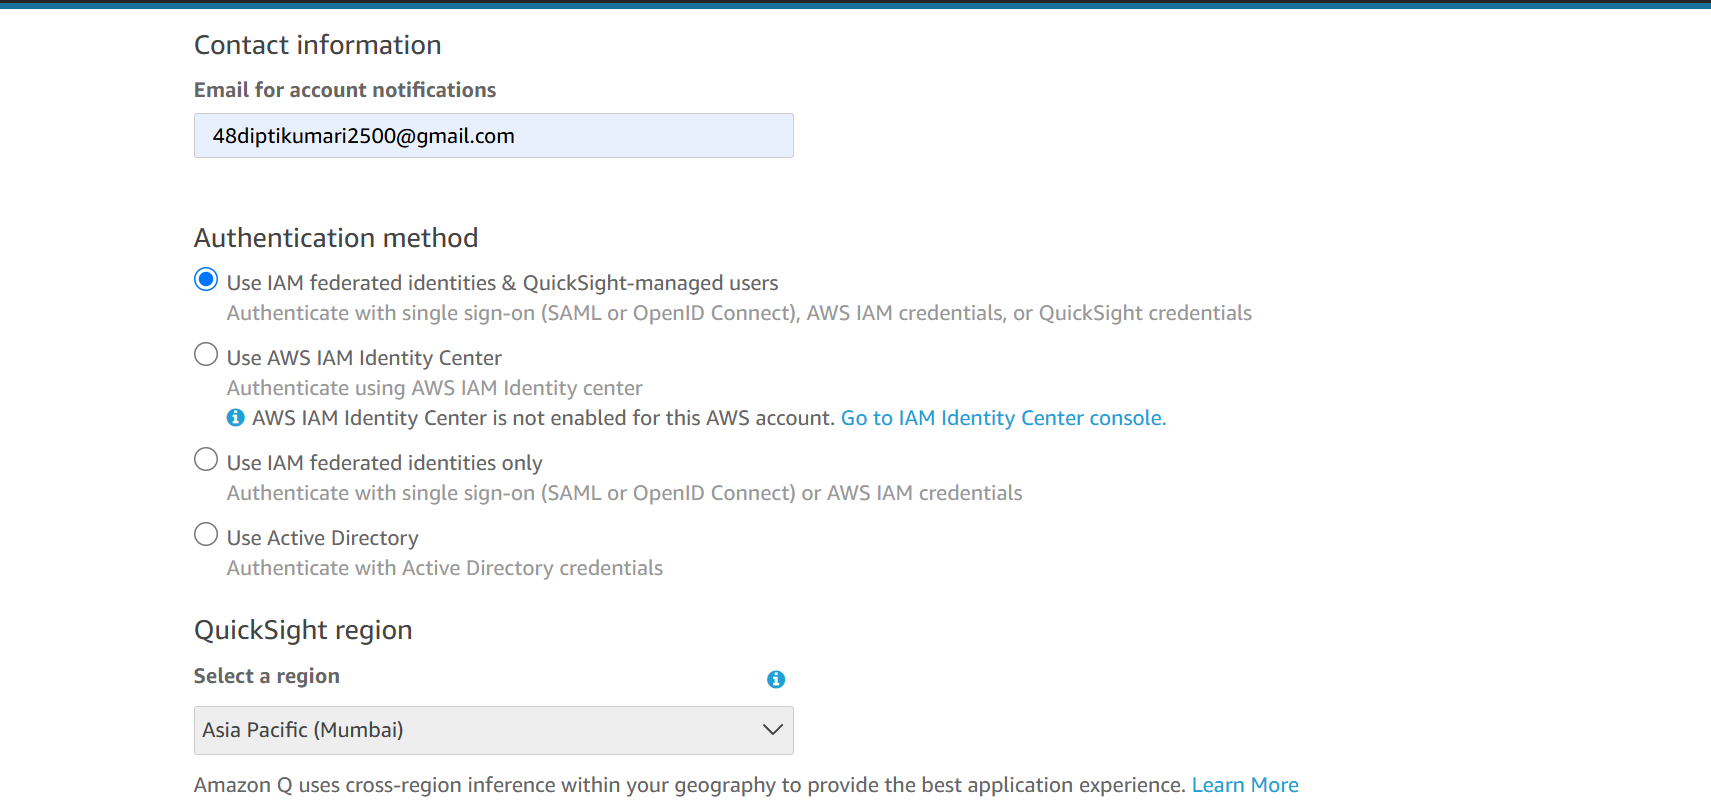 Contact information
Email for account notifications
48diptikumari2500@gmail.com
Authentication method
Use IAM federated identities & QuickSight-managed users
Authenticate with single sign-on (SAML or OpenID Connect), AWS IAM credentials, or QuickSight credentials
Use AWS IAM Identity Center
Authenticate using AWS IAM Identity center
AWS IAM Identity Center is not enabled for this AWS account. Go to IAM Identity Center console.
Use IAM federated identities only
Authenticate with single sign-on (SAML or OpenID Connect) or AWS IAM credentials
Use Active Directory
Authenticate with Active Directory credentials
QuickSight region
Select a region
Asia Pacific (Mumbai)
Amazon Q uses cross-region inference within your geography to provide the best application experience. Learn More